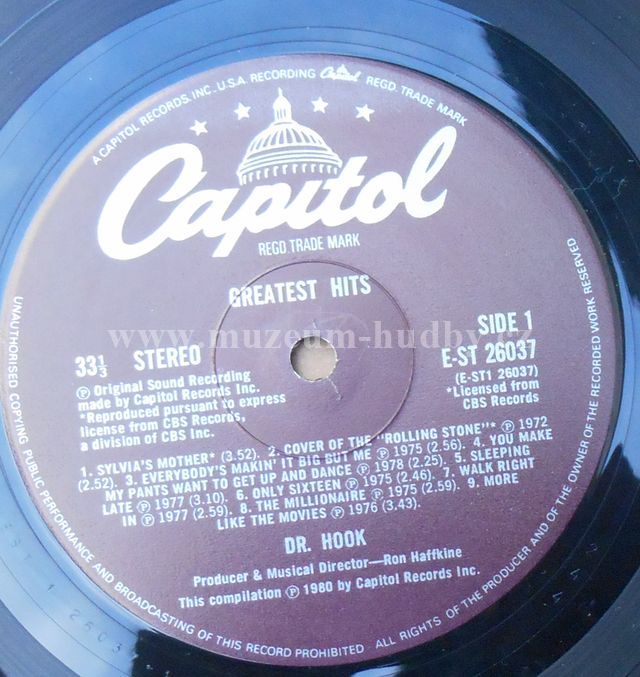 A CAPITOL RECORDS, INC., U.S.A. RECORDING Capitol REGD. TRADE MARK
Capitol
REGD TRADE MARK
GREATEST HITS
www.muzeum-hudby.cz
33 1/3 STEREO
SIDE 1
E-ST 26037
(E-ST1 26037)
*Licensed from
CBS Records
℗ Original Sound Recording
made by Capitol Records Inc.
*Reproduced pursuant to express
license from CBS Records,
a division of CBS Inc.
1. SYLVIA'S MOTHER* (3.52). 2. COVER OF THE "ROLLING STONE"* ℗ 1972
(2.52). 3. EVERYBODY'S MAKIN' IT BIG BUT ME ℗ 1975 (2.56). 4. YOU MAKE
MY PANTS WANT TO GET UP AND DANCE ℗ 1978 (2.25). 5. SLEEPING
LATE ℗ 1977 (3.10). 6. ONLY SIXTEEN ℗ 1975 (2.46). 7. WALK RIGHT
IN ℗ 1977 (2.59). 8. THE MILLIONAIRE ℗ 1975 (2.59). 9. MORE
LIKE THE MOVIES ℗ 1976 (3.43).
DR. HOOK
Producer & Musical Director—Ron Haffkine
This compilation ℗ 1980 by Capitol Records Inc.
UNAUTHORISED COPYING PUBLIC PERFORMANCE AND BROADCASTING OF THIS RECORD PROHIBITED ALL RIGHTS OF THE PRODUCER AND OF THE OWNER OF THE RECORDED WORK RESERVED